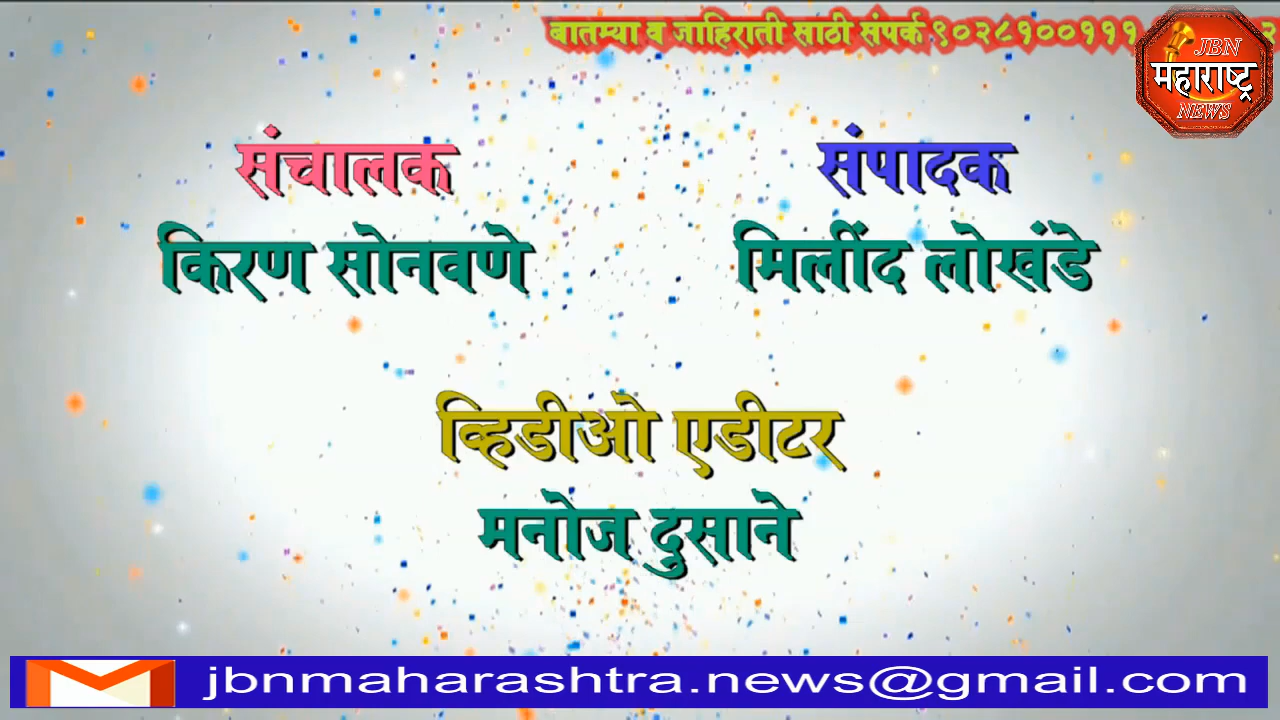 बातम्या व जाहिराती साठी संपर्क ९०२८१००१११
JBN
महाराष्ट्र
NEWS
संचालक
किरण सोनवणे
संपादक
मिलींद लोखंडे
व्हिडीओ एडीटर
मनोज दुसाने
jbnmaharashtra.news@gmail.com